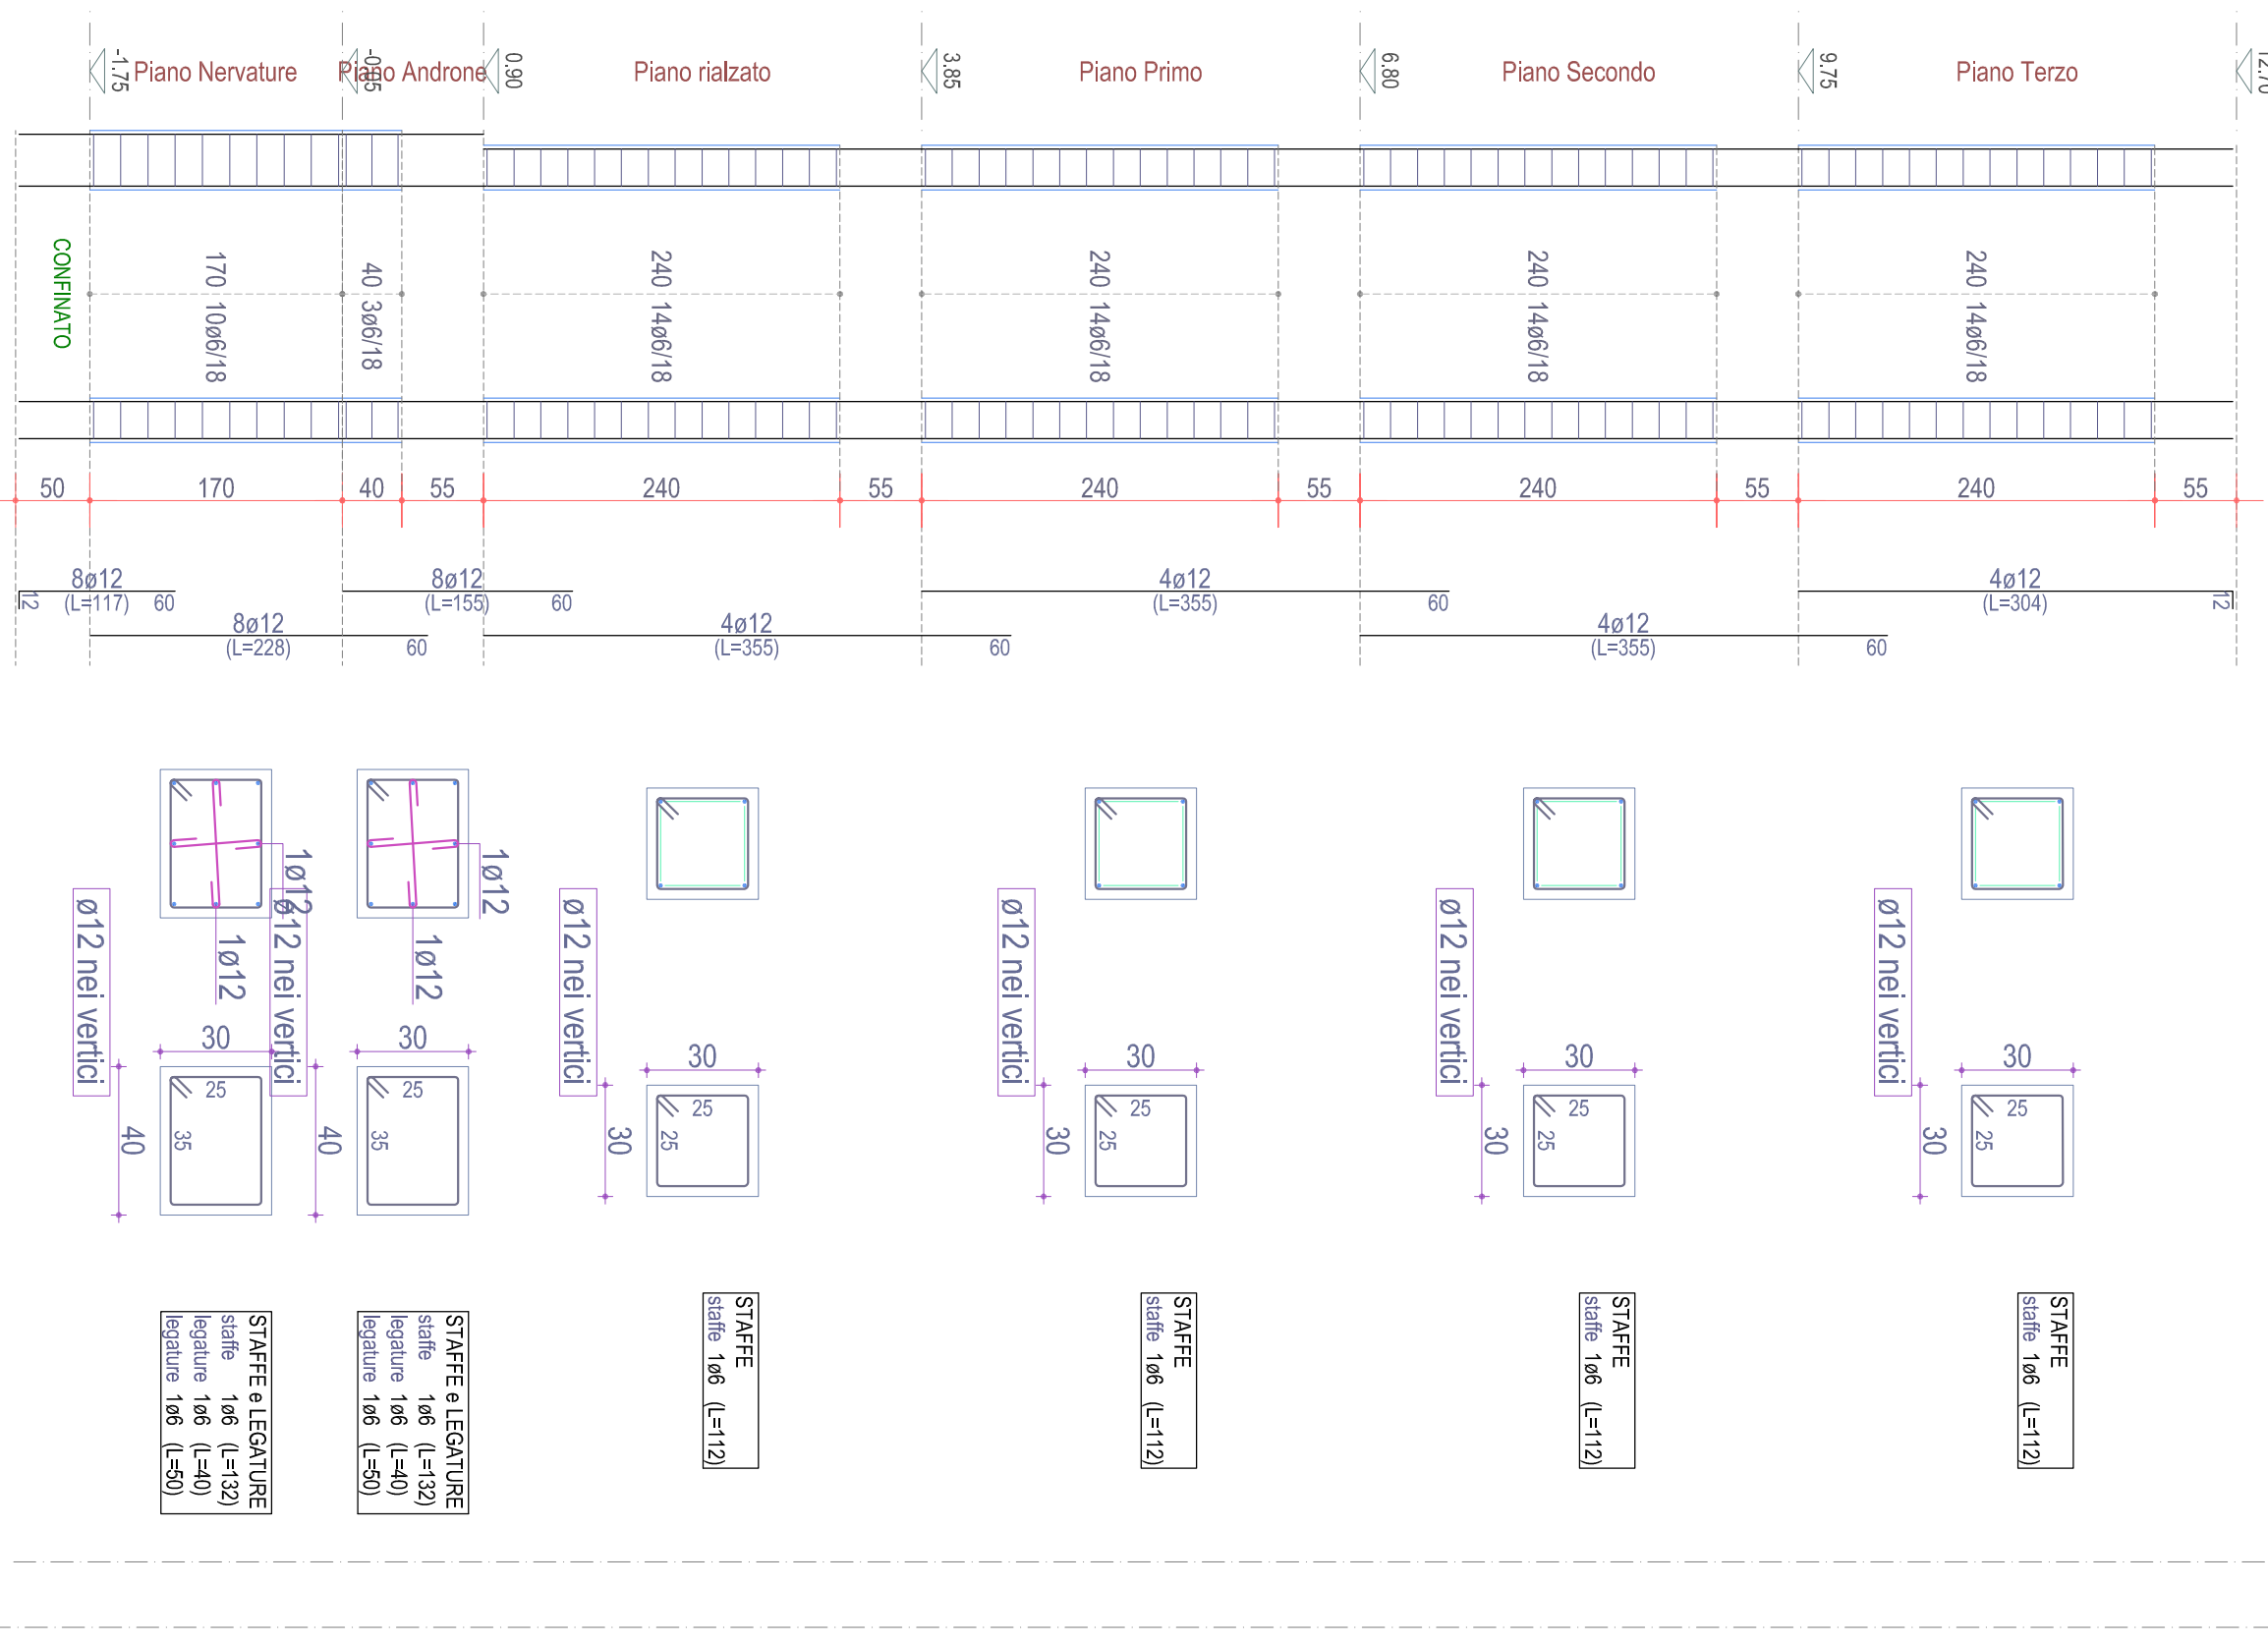 -1.75
Piano Nervature
Piano Androne
0.90
Piano rialzato
3.85
Piano Primo
6.80
Piano Secondo
9.75
Piano Terzo
CONFINATO
170 10ø6/18
40 3ø6/18
240 14ø6/18
240 14ø6/18
240 14ø6/18
240 14ø6/18
50 170 40 55 240 55 240 55 240 55 240 55
8ø12
12 (L=117) 60
8ø12
(L=155) 60
4ø12
(L=355) 60
4ø12
(L=304) 12
8ø12
(L=228) 60
4ø12
(L=355) 60
4ø12
(L=355) 60
1ø12
1ø12
ø12 nei vertici
1ø12
1ø12
ø12 nei vertici
ø12 nei vertici
ø12 nei vertici
ø12 nei vertici
ø12 nei vertici
30
25
35
40
30
25
35
40
30
25
25
30
30
25
25
30
30
25
25
30
30
25
25
30
STAFFE e LEGATURE
staffe 1ø6 (L=132)
legature 1ø6 (L=40)
legature 1ø6 (L=50)
STAFFE e LEGATURE
staffe 1ø6 (L=132)
legature 1ø6 (L=40)
legature 1ø6 (L=50)
STAFFE
staffe 1ø6 (L=112)
STAFFE
staffe 1ø6 (L=112)
STAFFE
staffe 1ø6 (L=112)
STAFFE
staffe 1ø6 (L=112)